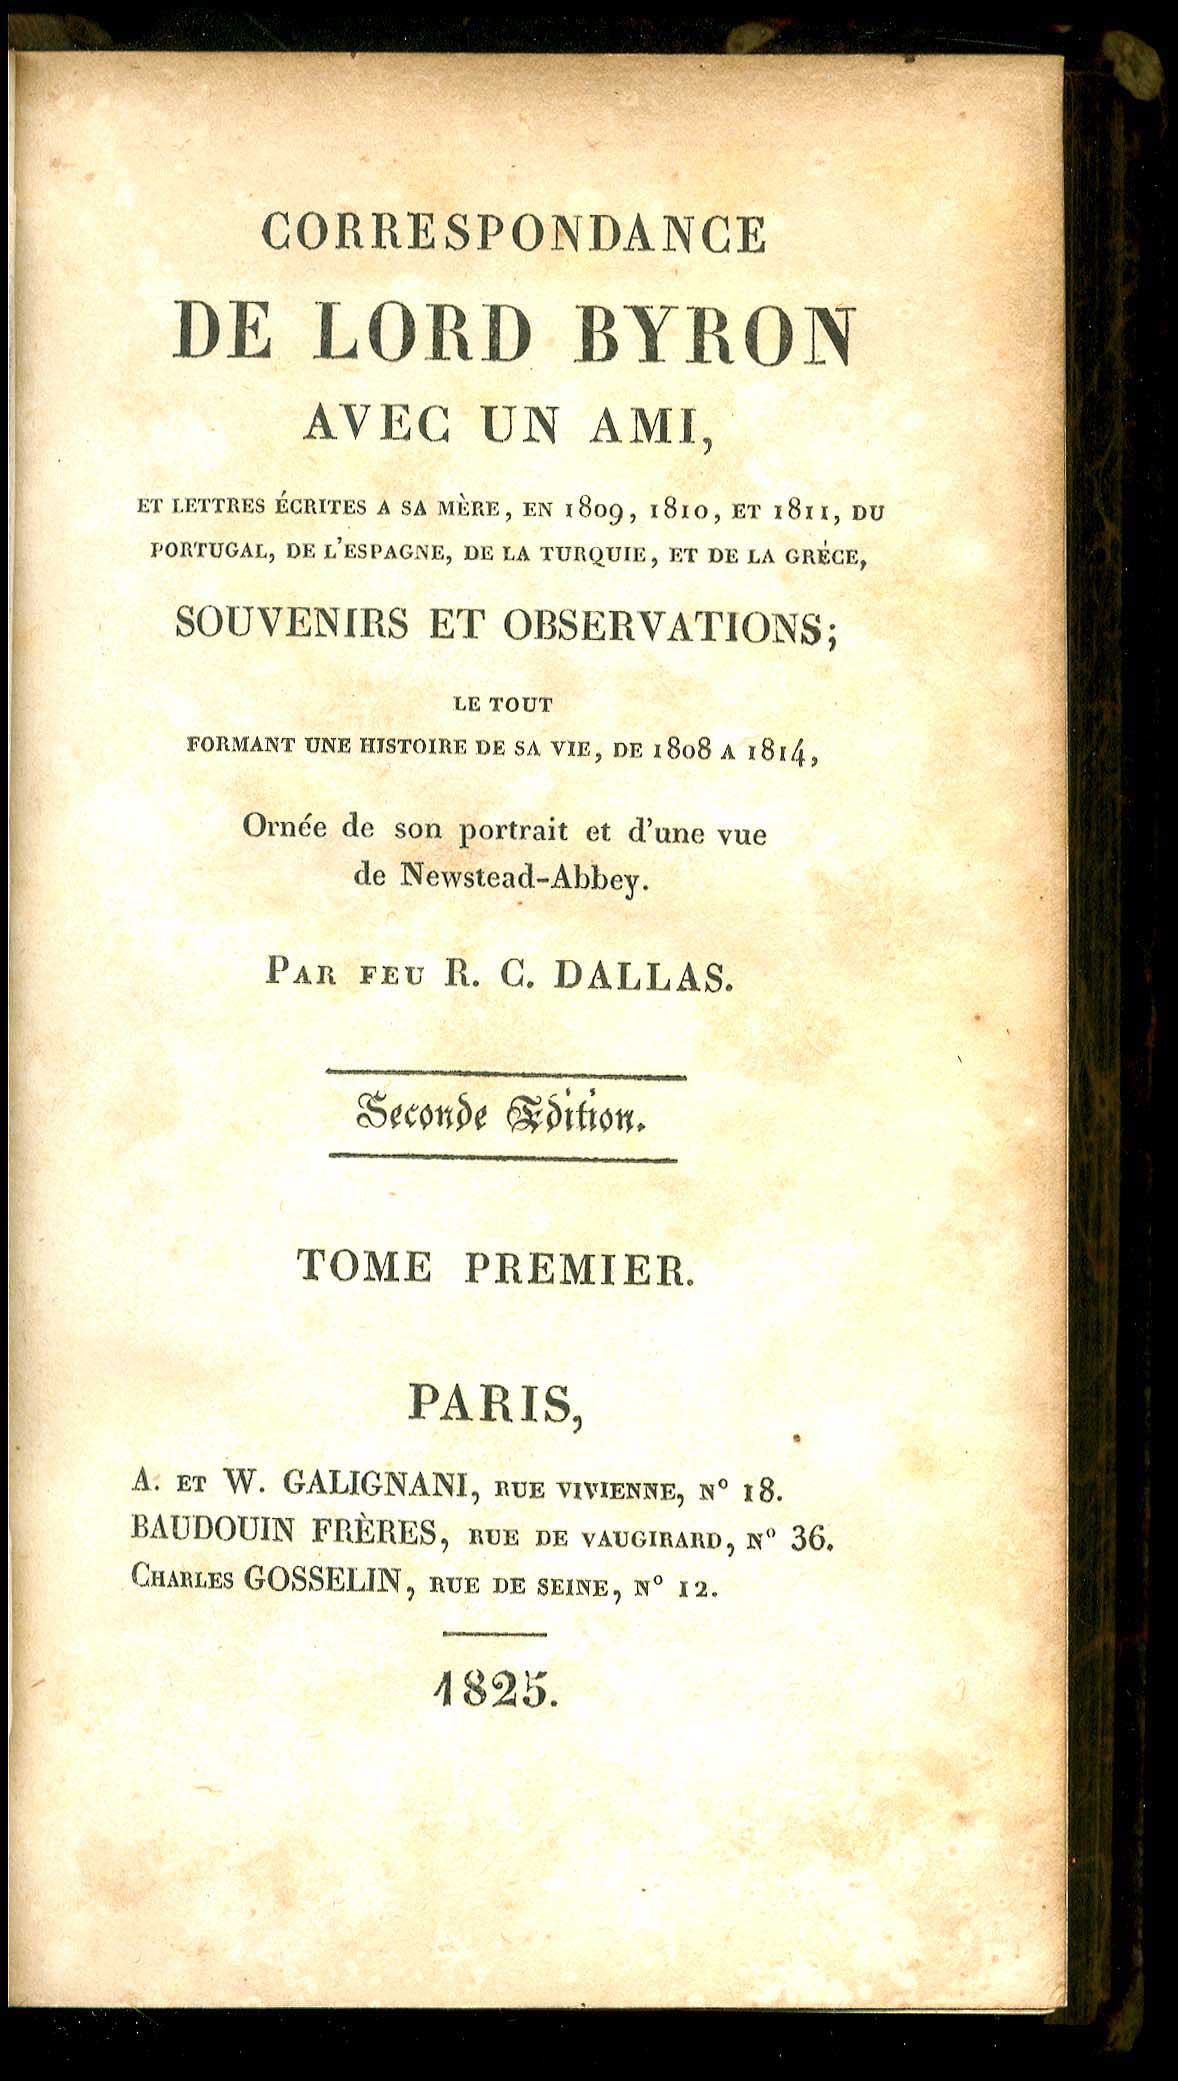 CORRESPONDANCE
DE LORD BYRON
AVEC UN AMI,
ET LETTRES ÉCRITES A SA MÈRE, EN 1809, 1810, ET 1811, DU
PORTUGAL, DE L'ESPAGNE, DE LA TURQUIE, ET DE LA GRÈCE,
SOUVENIRS ET OBSERVATIONS;
LE TOUT
FORMANT UNE HISTOIRE DE SA VIE, DE 1808 A 1814,
Ornée de son portrait et d'une vue
de Newstead-Abbey.
PAR FEU R. C. DALLAS.
Seconde Edition.
TOME PREMIER.
PARIS,
A. ET W. GALIGNANI, RUE VIVIENNE, Nº 18.
BAUDOUIN FRÈRES, RUE DE VAUGIRARD, Nº 36.
CHARLES GOSSELIN, RUE DE SEINE, Nº 12.
1825.